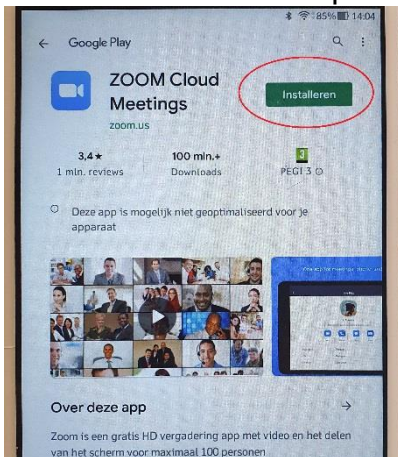 85% 14:04
Google Play
ZOOM Cloud
Meetings
zoom.us
Installeren
3,4★
1 mln. reviews
100 mln.+
Downloads
3
PEGI 3
Deze app is mogelijk niet geoptimaliseerd voor je
apparaat
Over deze app
Zoom is een gratis HD vergadering app met video en het delen
van het scherm voor maximaal 100 personen